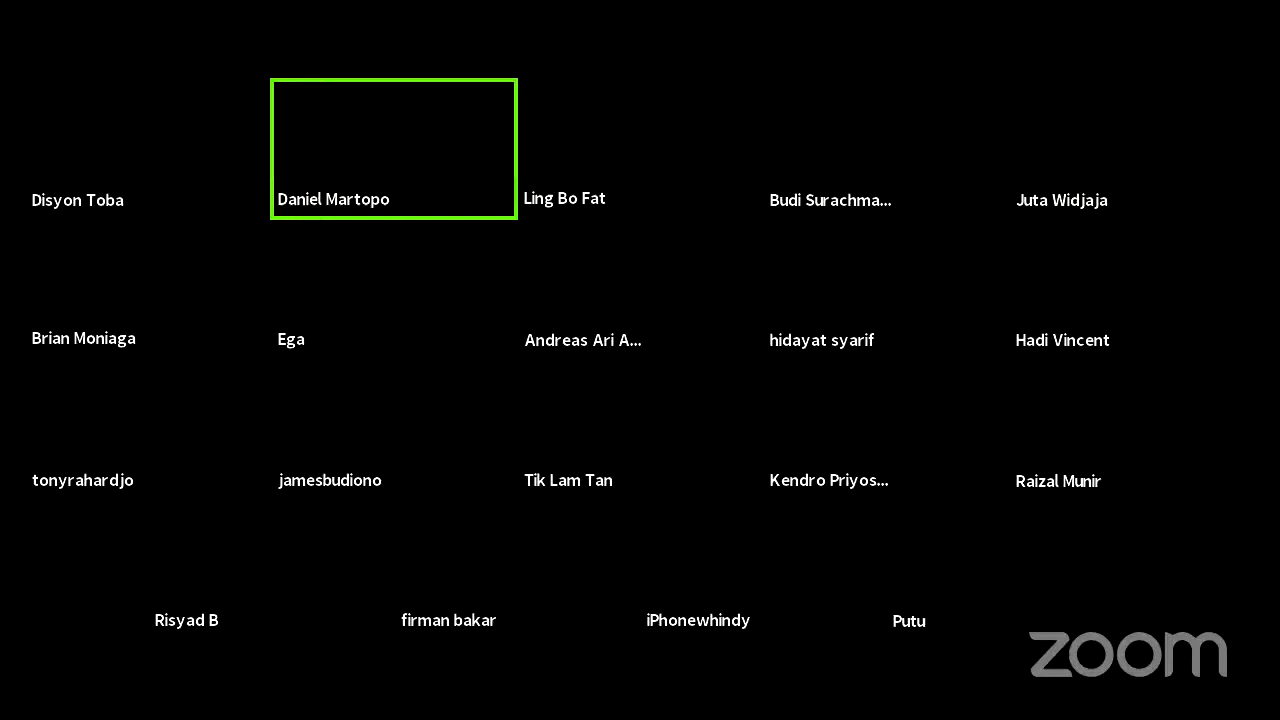 Disyon Toba
Daniel Martopo
Ling Bo Fat
Budi Surachma...
Juta Widjaja
Brian Moniaga
Ega
Andreas Ari A...
hidayat syarif
Hadi Vincent
tonyrahardjo
jamesbudiono
Tik Lam Tan
Kendro Priyos...
Raizal Munir
Risyad B
firman bakar
iPhonewhindy
Putu
zoom